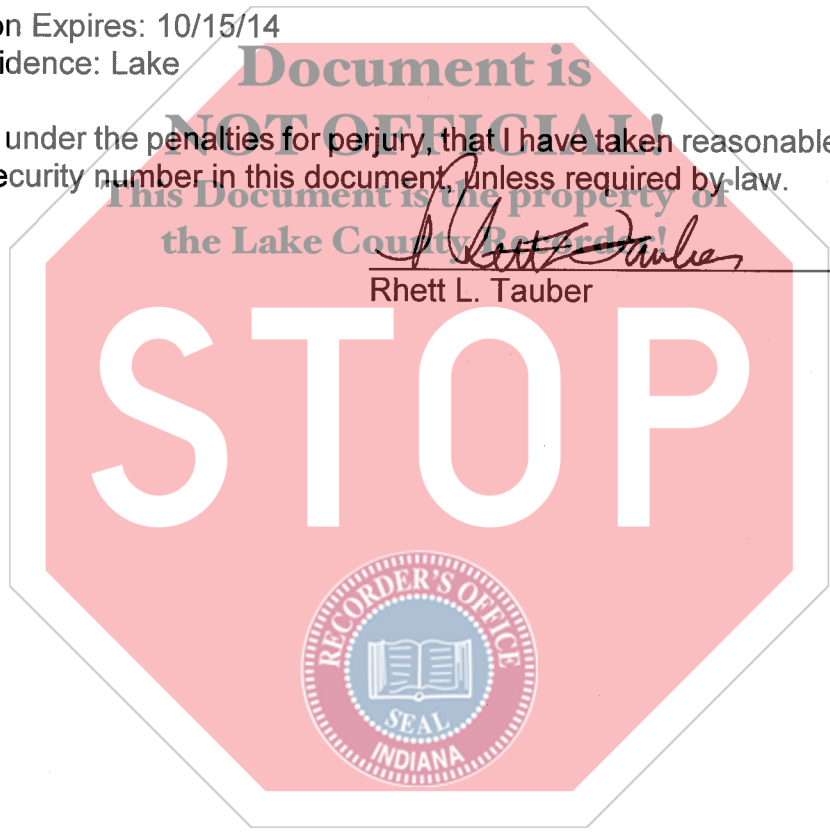 on Expires: 10/15/14
idence: Lake
Document is
NOT OFFICIAL!
under the penalties for perjury, that I have taken reasonable
ecurity number in this document, unless required by law.
This Document is the property of
the Lake County Recorder!
Rhett L. Tauber
Rhett L. Tauber
STOP
RECORDER'S OFFICE
SEAL
INDIANA